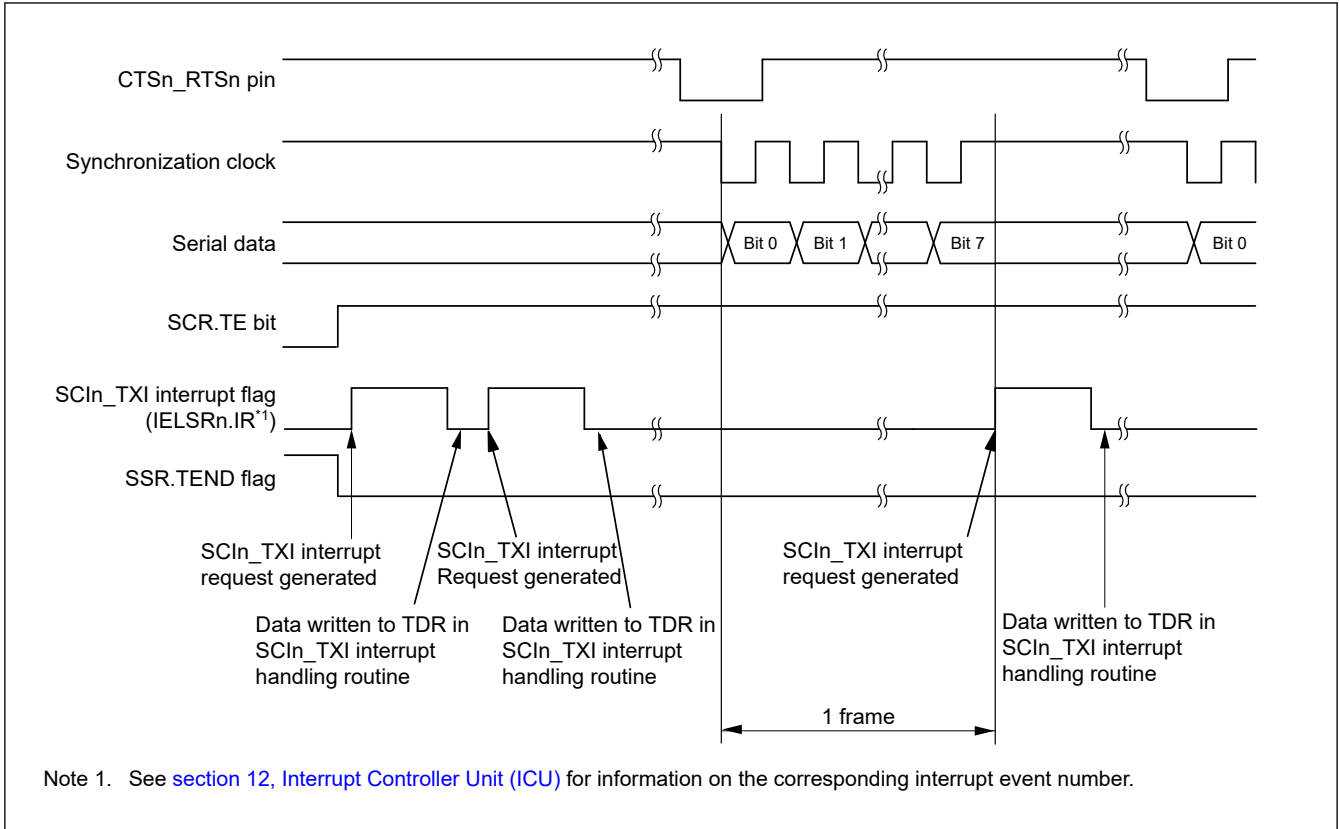 CTSn_RTSn pin
Synchronization clock
Serial data
Bit 0
Bit 1
Bit 7
Bit 0
SCR.TE bit
SCIn_TXI interrupt flag
(IELSRn.IR*1)
SSR.TEND flag
SCIn_TXI interrupt
request generated
SCIn_TXI interrupt
Request generated
SCIn_TXI interrupt
request generated
Data written to TDR in
SCIn_TXI interrupt
handling routine
Data written to TDR in
SCIn_TXI interrupt
handling routine
Data written to TDR in
SCIn_TXI interrupt
handling routine
1 frame
Note 1. See section 12, Interrupt Controller Unit (ICU) for information on the corresponding interrupt event number.